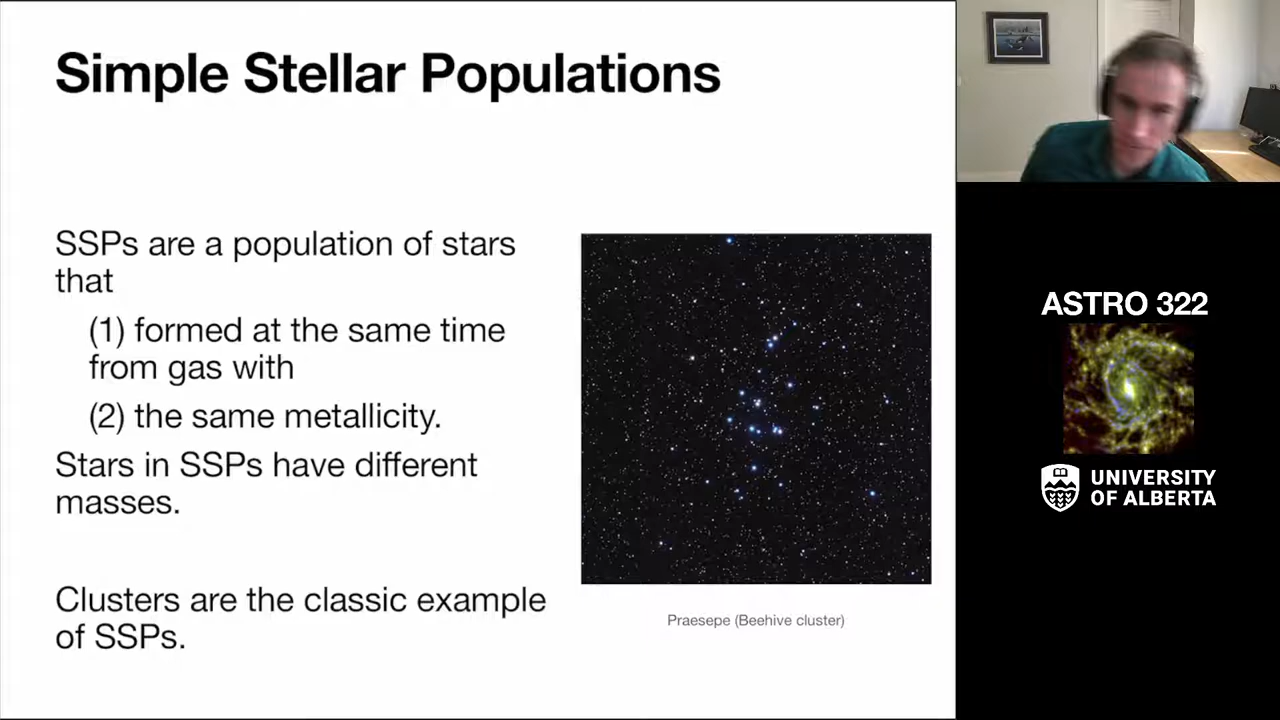 Simple Stellar Populations
SSPs are a population of stars
that
(1) formed at the same time
from gas with
(2) the same metallicity.
Stars in SSPs have different
masses.
Clusters are the classic example
of SSPs.
Praesepe (Beehive cluster)
ASTRO 322
UNIVERSITY
OF ALBERTA